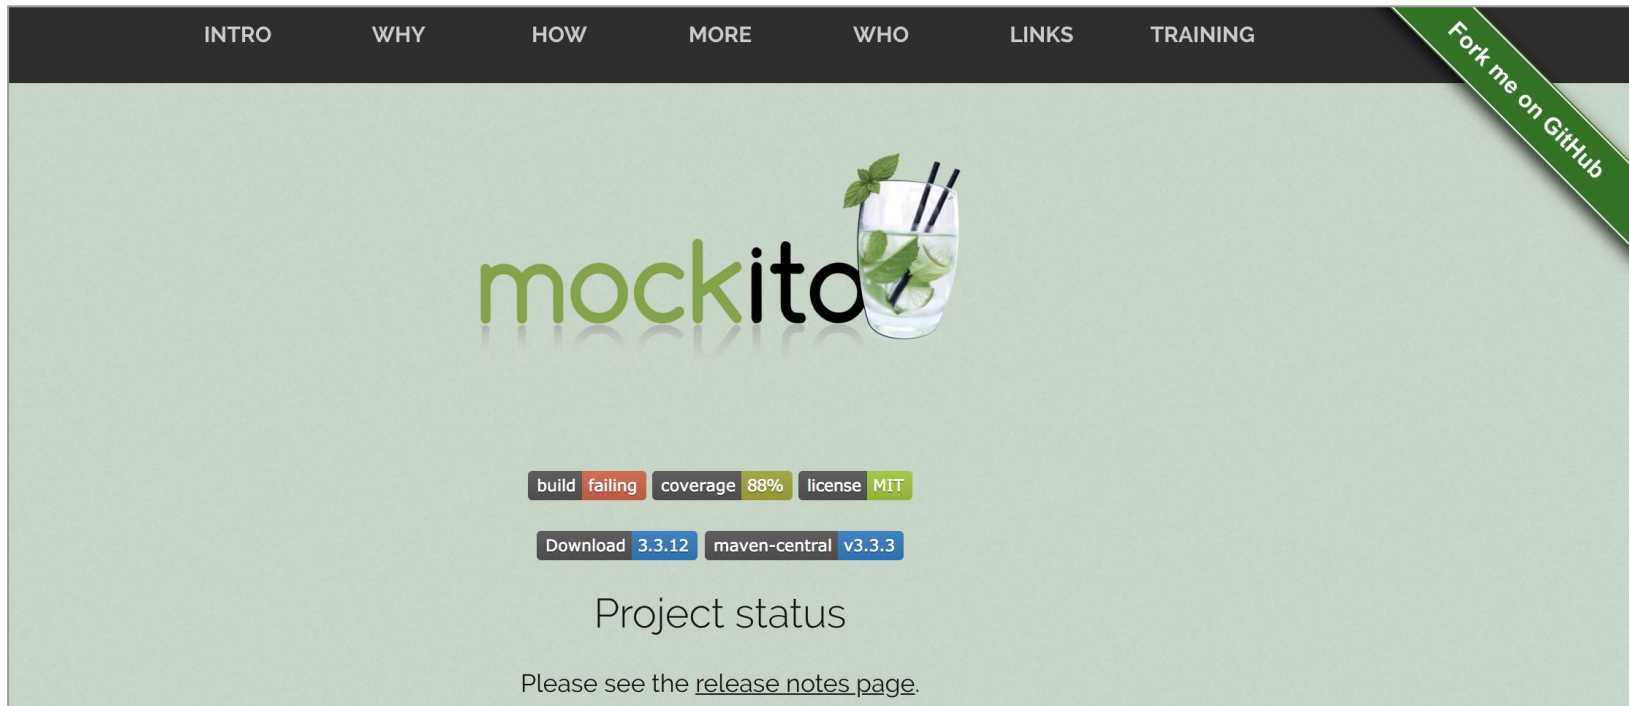 INTRO WHY HOW MORE WHO LINKS TRAINING
Fork me on GitHub
mockito
build failing coverage 88% license MIT
Download 3.3.12 maven-central v3.3.3
Project status
Please see the release notes page.